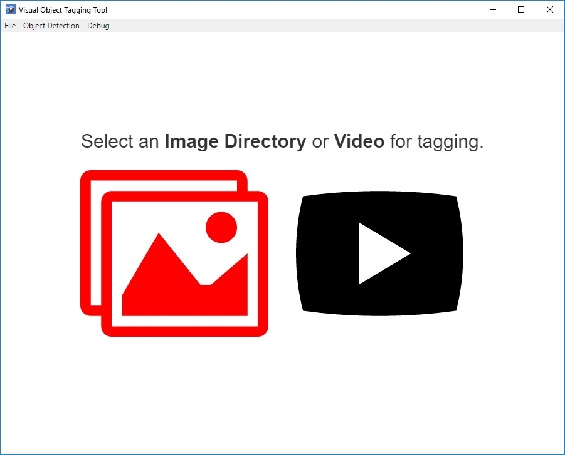 Visual Object Tagging Tool
File Object Detection Debug
Select an Image Directory or Video for tagging.